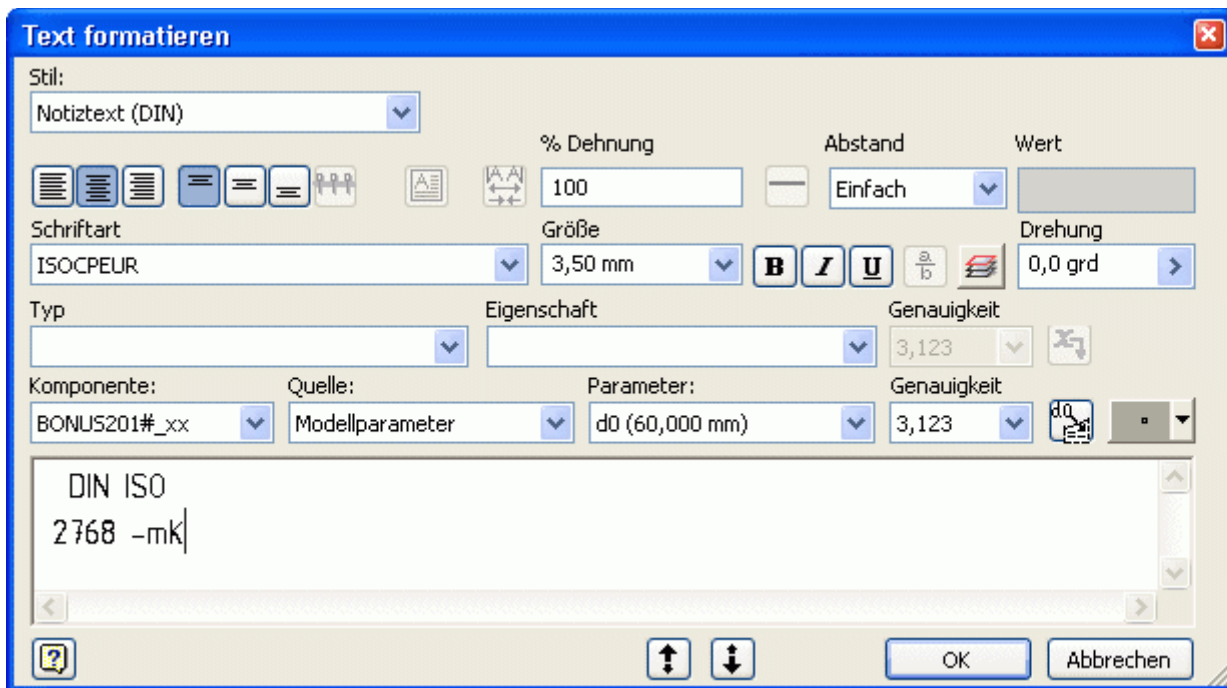 Text formatieren
Stil:
Notiztext (DIN)
% Dehnung
Abstand
Wert
100
Einfach
Schriftart
Größe
Drehung
ISOCPEUR
3,50 mm
B I U
a
b
0,0 grd
Typ
Eigenschaft
Genauigkeit
3,123
Komponente:
Quelle:
Parameter:
Genauigkeit
BONUS201#_xx
Modellparameter
d0 (60,000 mm)
3,123
d0
DIN ISO
2768 -mK
OK
Abbrechen